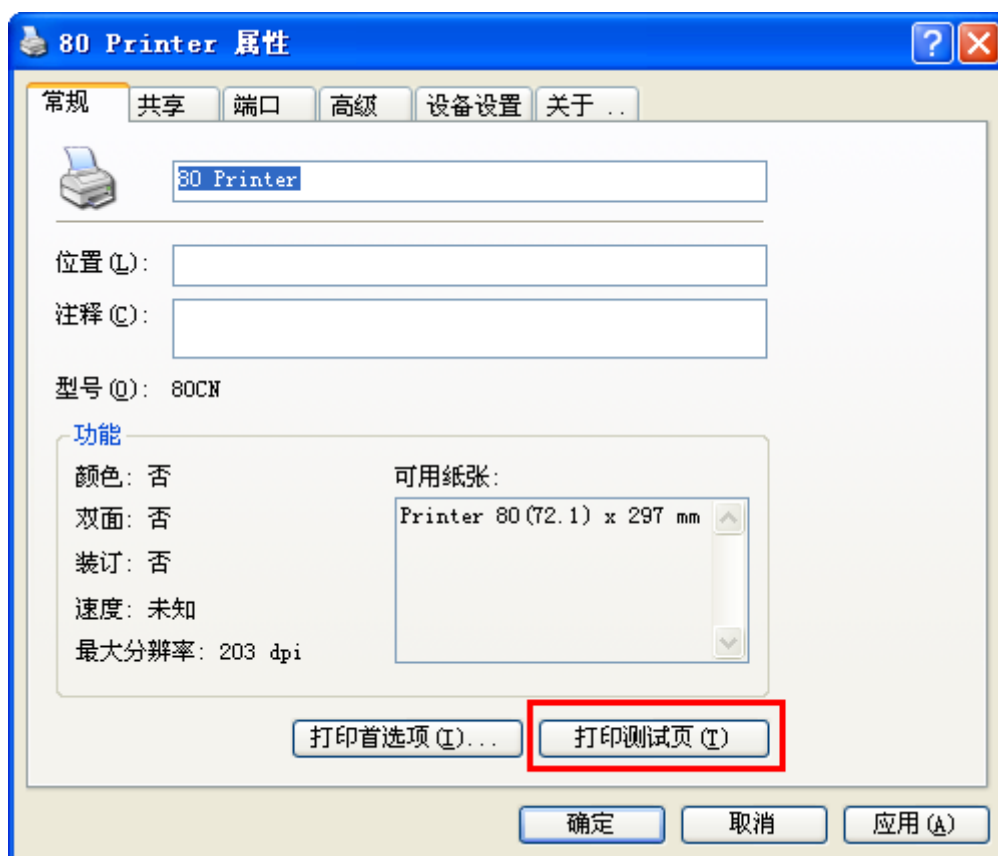 80 Printer 属性
常规 共享 端口 高级 设备设置 关于 ..
80 Printer
位置(L):
注释(C):
型号(O): 80CN
功能
颜色: 否
双面: 否
装订: 否
速度: 未知
最大分辨率: 203 dpi
可用纸张:
Printer 80(72.1) x 297 mm
打印首选项(I)... 打印测试页(T)
确定 取消 应用(A)